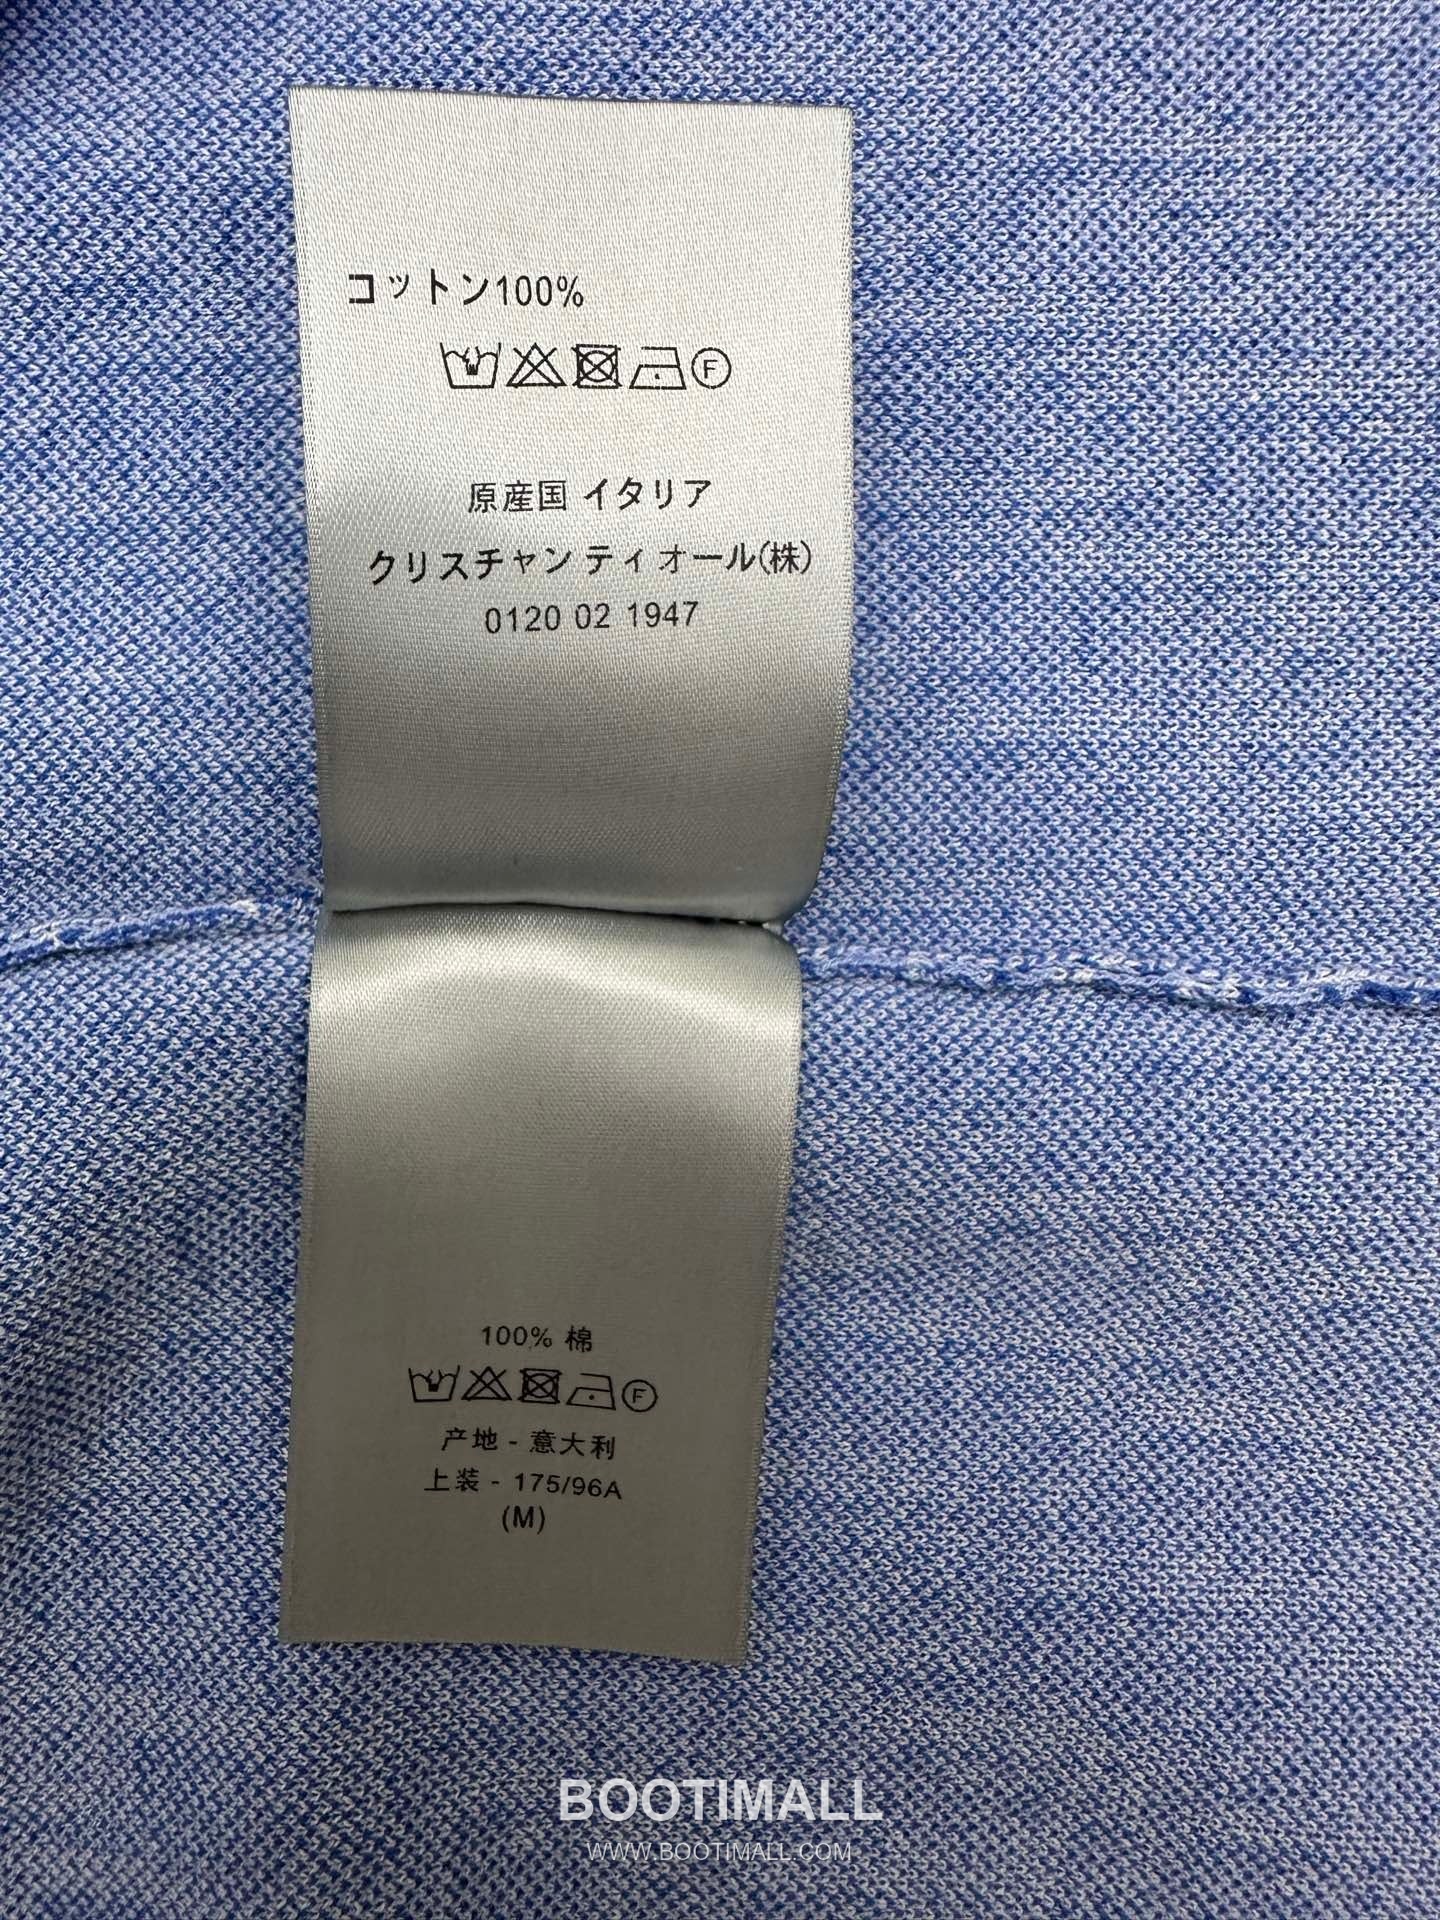 コットン100%
F
原産国 イタリア
クリスチャン ティオール(株)
0120 02 1947
100% 棉
F
产地 - 意大利
上装 - 175/96A
(M)
BOOTIMALL
WWW.BOOTIMALL.COM